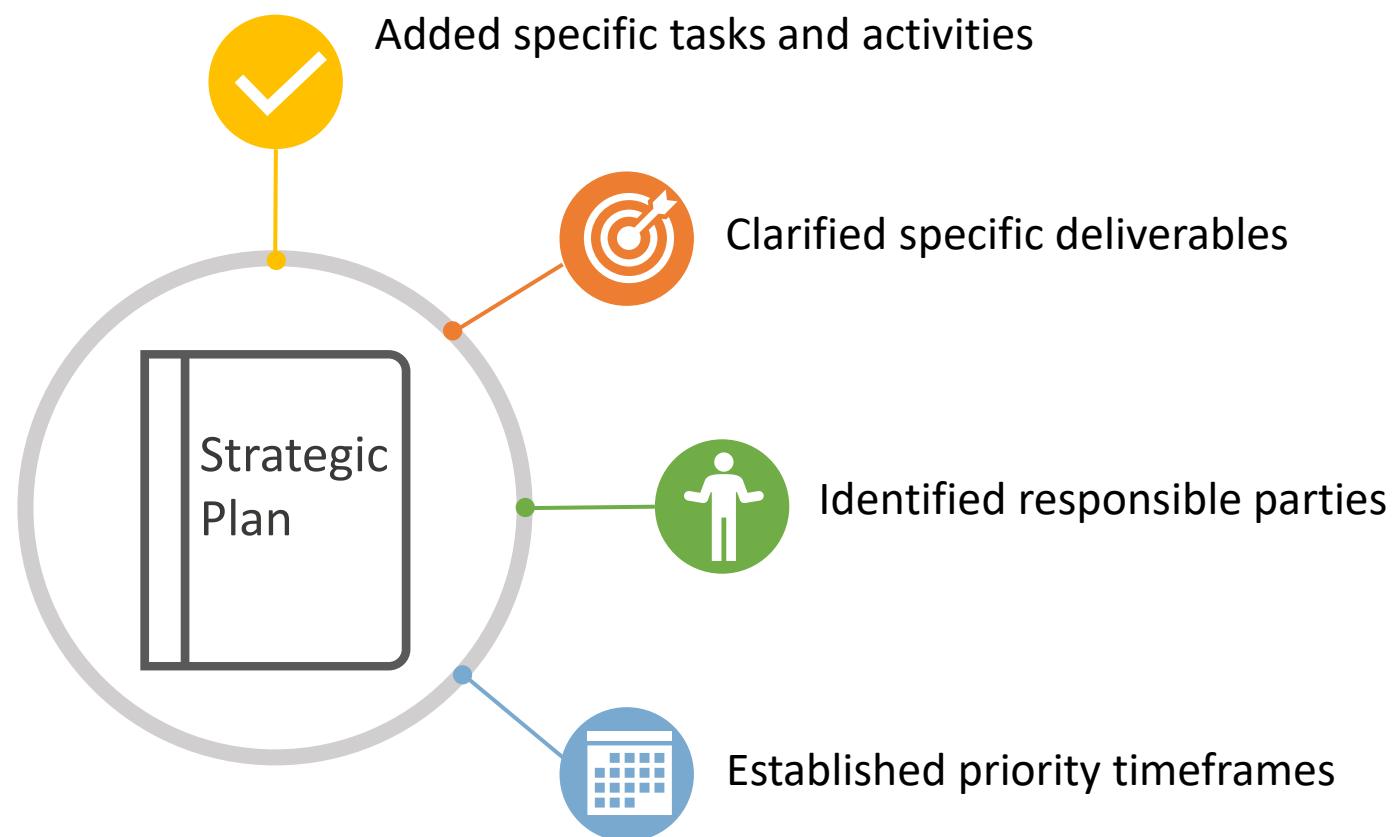 Added specific tasks and activities
Clarified specific deliverables
Strategic
Plan
Identified responsible parties
Established priority timeframes